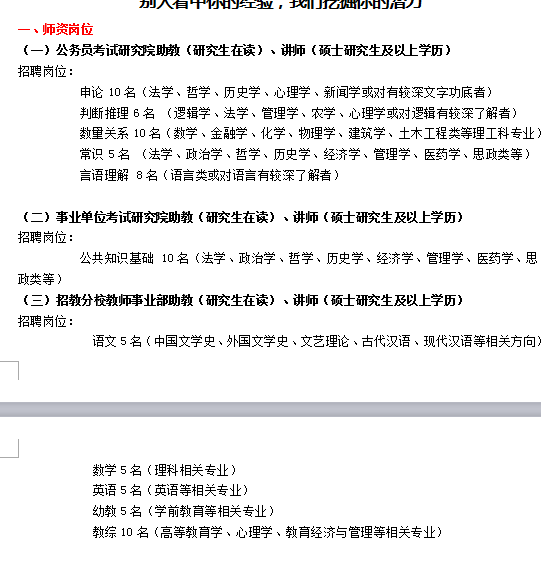 别人看中你的经验，我们挖掘你的潜力
一、师资岗位
（一）公务员考试研究院助教（研究生在读）、讲师（硕士研究生及以上学历）
招聘岗位：
申论 10 名（法学、哲学、历史学、心理学、新闻学或对有较深文字功底者）
判断推理 6 名 （逻辑学、法学、管理学、农学、心理学或对逻辑有较深了解者）
数量关系 10 名（数学、金融学、化学、物理学、建筑学、土木工程类等理工科专业）
常识 5 名 （法学、政治学、哲学、历史学、经济学、管理学、医药学、思政类等）
言语理解 8 名（语言类或对语言有较深了解者）
（二）事业单位考试研究院助教（研究生在读）、讲师（硕士研究生及以上学历）
招聘岗位：
公共知识基础 10 名（法学、政治学、哲学、历史学、经济学、管理学、医药学、思
政类等）
（三）招教分校教师事业部助教（研究生在读）、讲师（硕士研究生及以上学历）
招聘岗位：
语文 5 名（中国文学史、外国文学史、文艺理论、古代汉语、现代汉语等相关方向）
数学 5 名（理科相关专业）
英语 5 名（英语等相关专业）
幼教 5 名（学前教育等相关专业）
教综 10 名（高等教育学、心理学、教育经济与管理等相关专业）